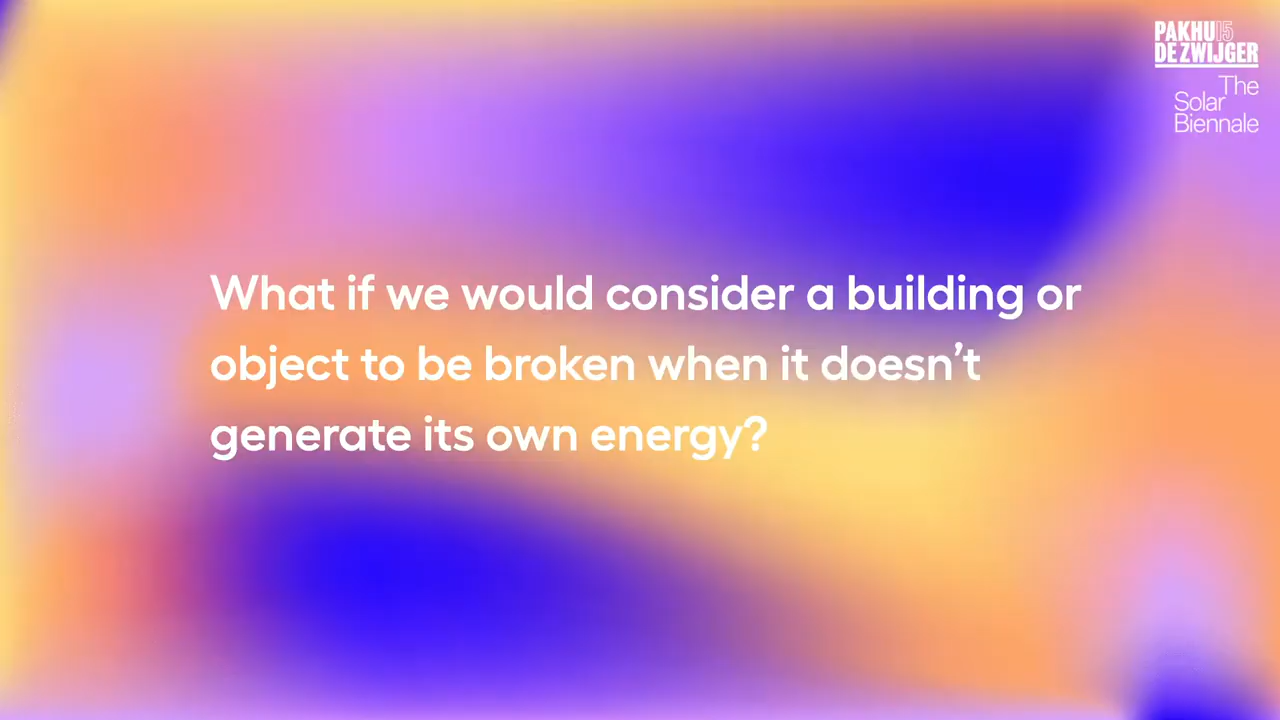 PAKHU15
DE ZWIJGER
The
Solar
Biennale
What if we would consider a building or
object to be broken when it doesn’t
generate its own energy?